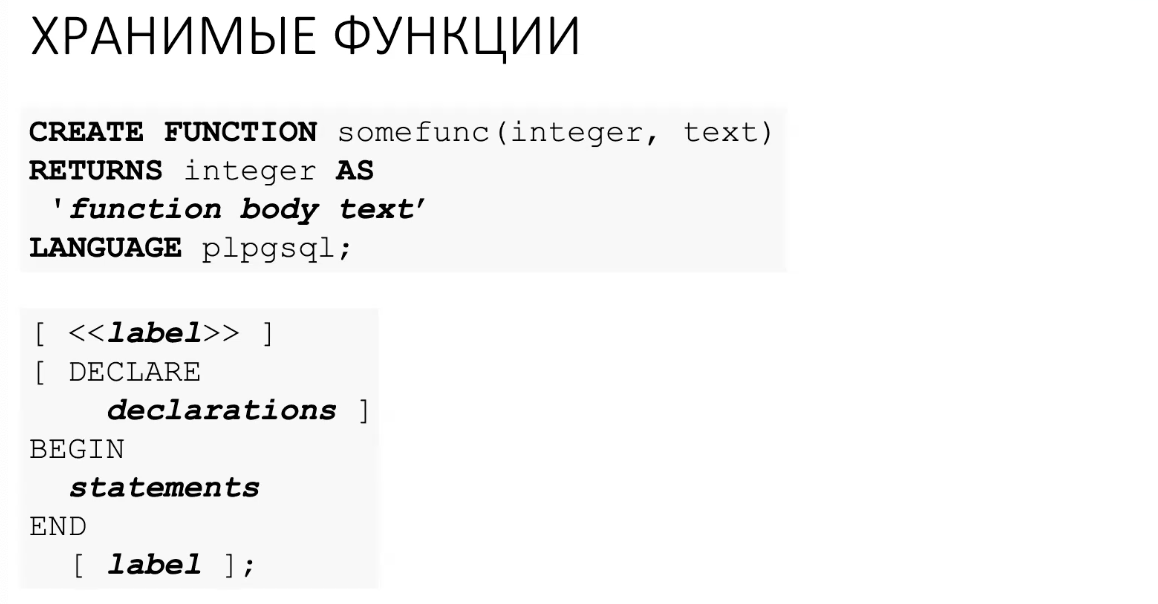 ХРАНИМЫЕ ФУНКЦИИ
CREATE FUNCTION somefunc(integer, text)
RETURNS integer AS
'function body text’
LANGUAGE plpgsql;
[ <<label>> ]
[ DECLARE
declarations ]
BEGIN
statements
END
[ label ];